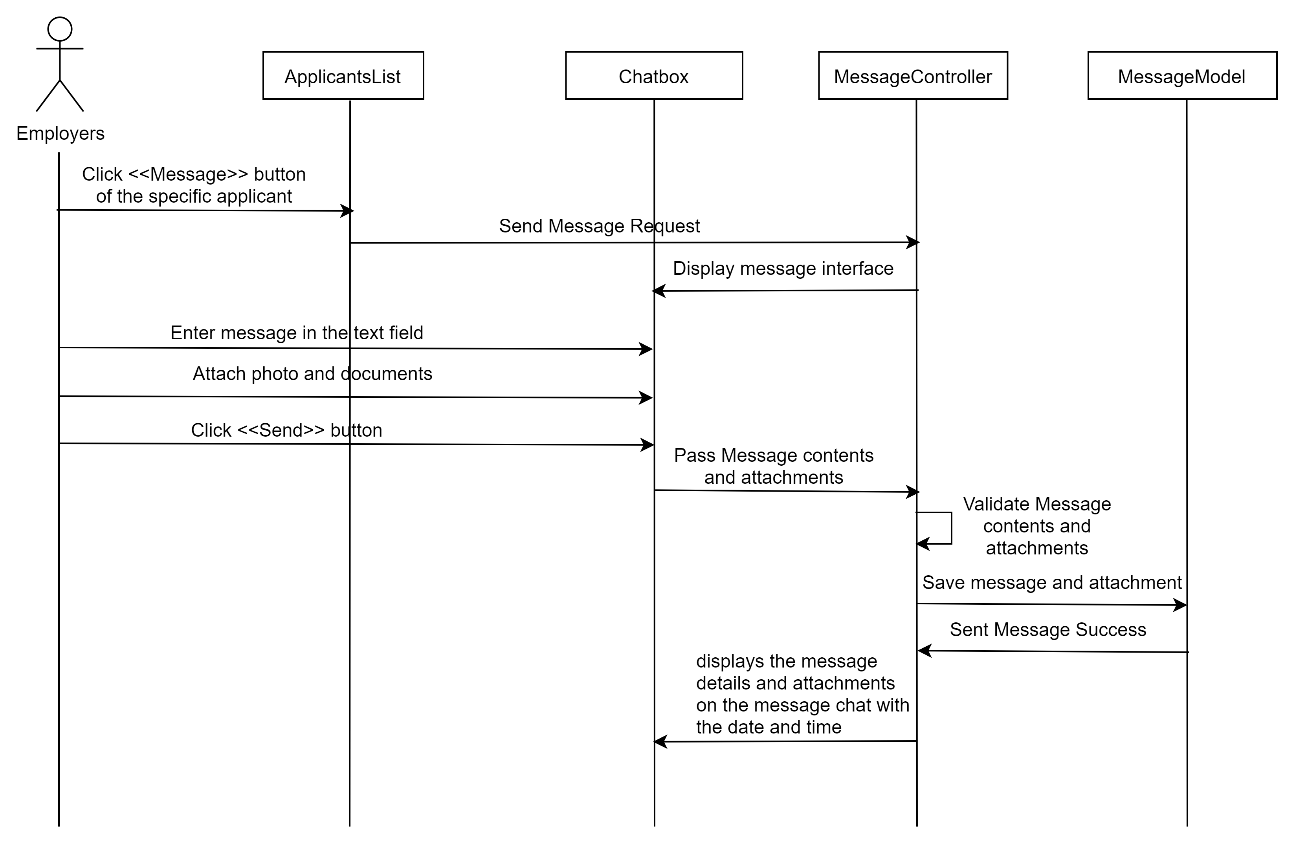 ApplicantsList
Chatbox
MessageController
MessageModel
Employers
Click <<Message>> button
of the specific applicant
Send Message Request
Display message interface
Enter message in the text field
Attach photo and documents
Click <<Send>> button
Pass Message contents
and attachments
Validate Message
contents and
attachments
Save message and attachment
Sent Message Success
displays the message
details and attachments
on the message chat with
the date and time